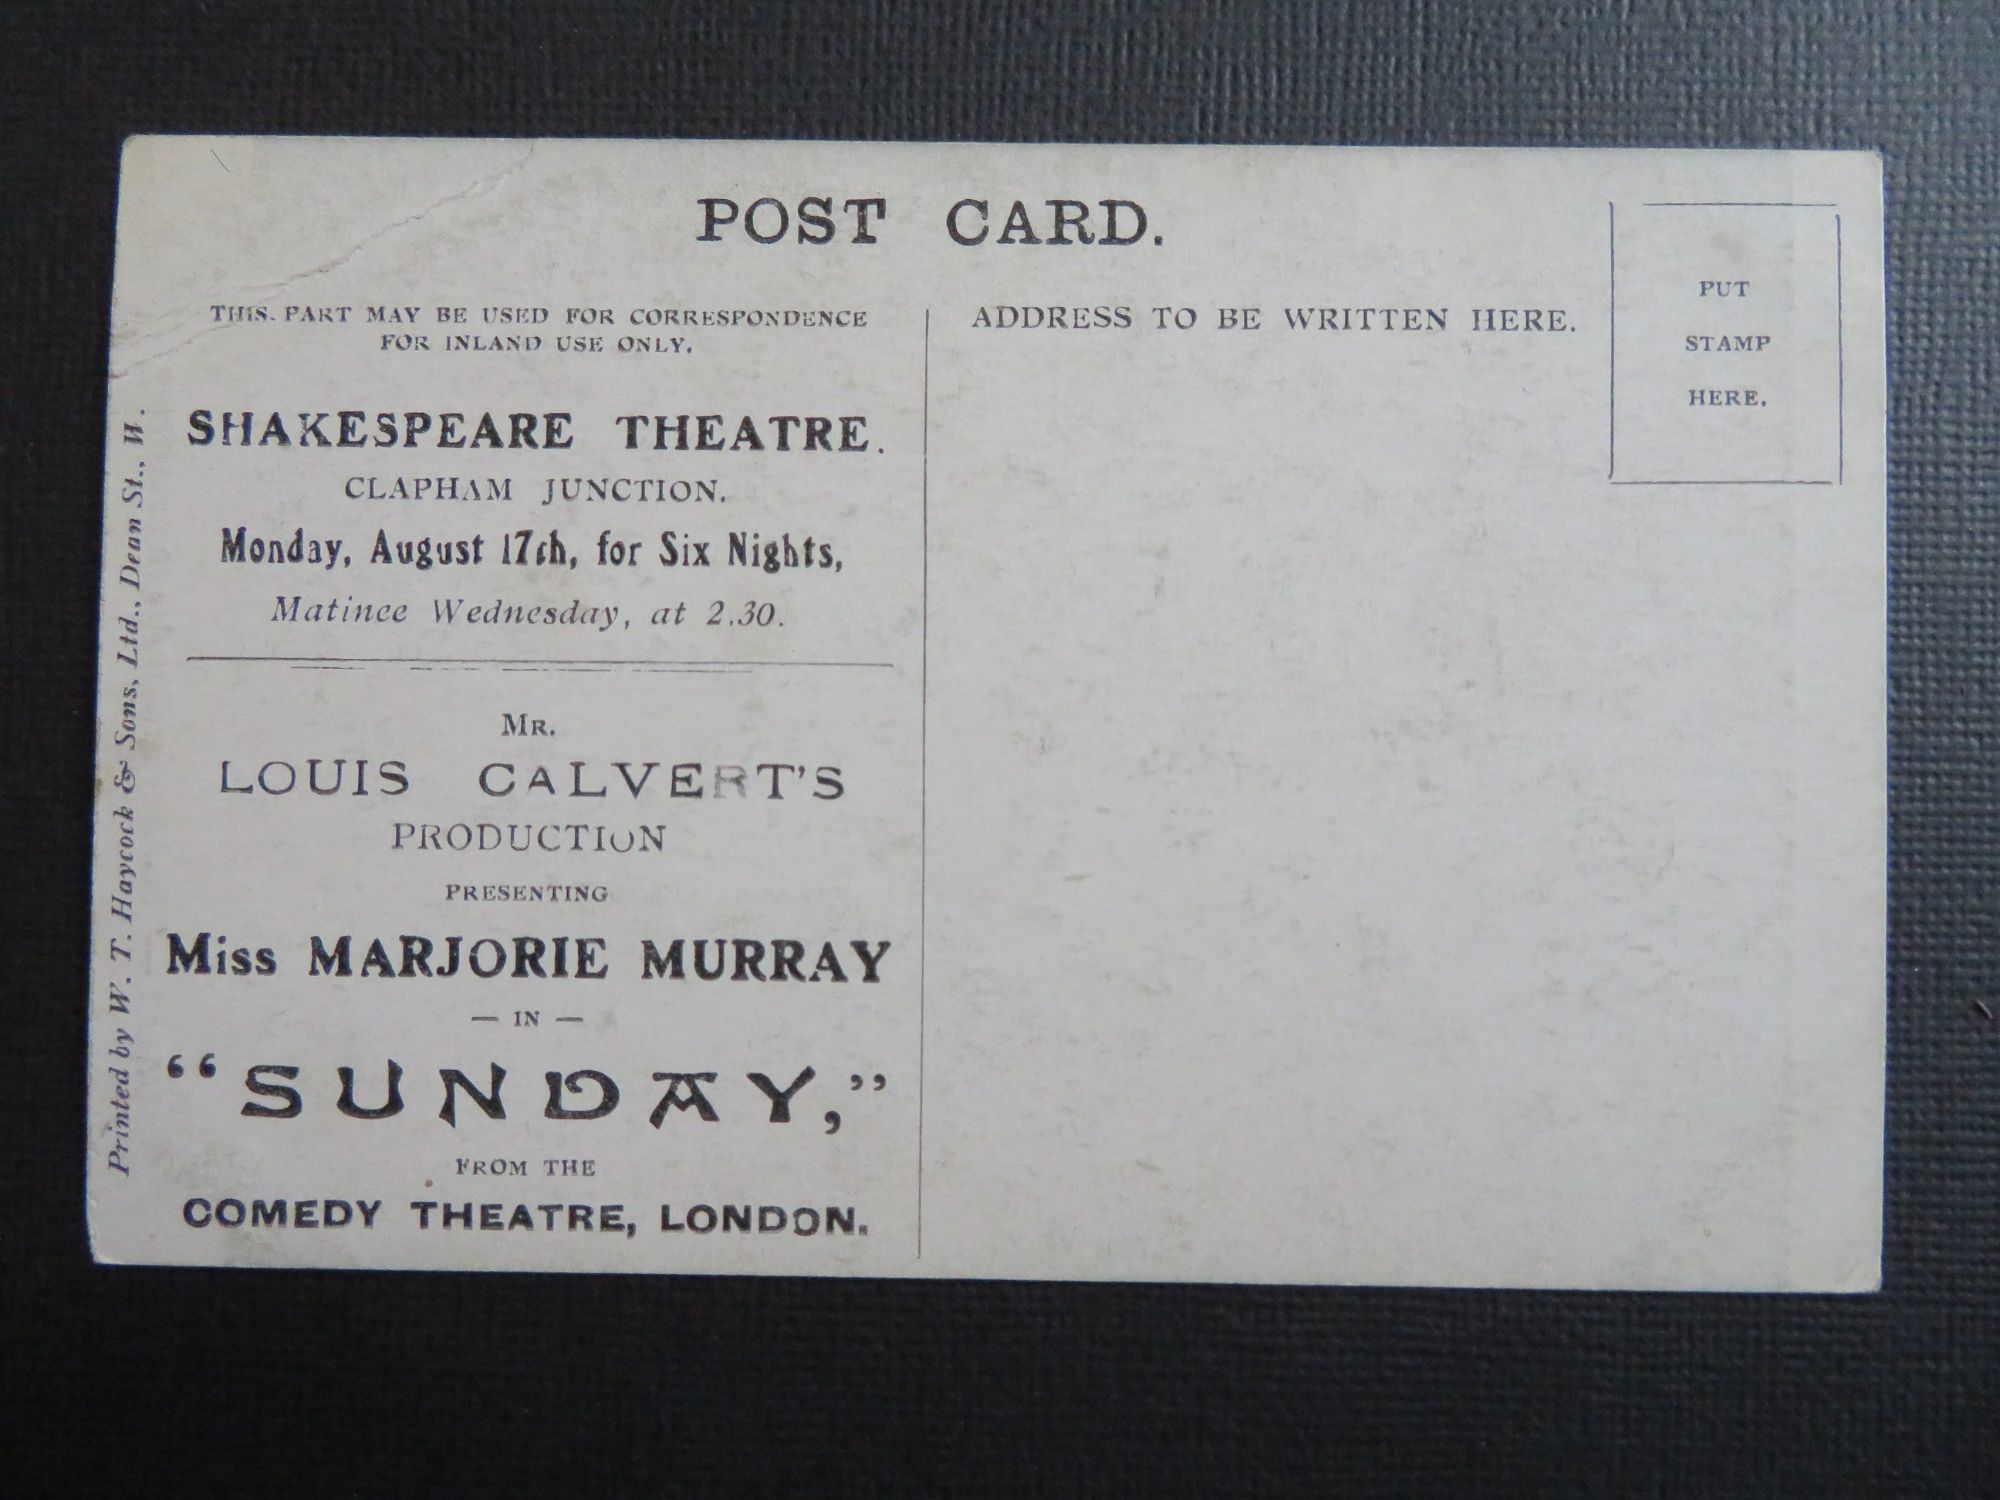 POST CARD.
THIS PART MAY BE USED FOR CORRESPONDENCE
FOR INLAND USE ONLY.
SHAKESPEARE THEATRE.
CLAPHAM JUNCTION.
Monday, August 17th, for Six Nights,
Matinee Wednesday, at 2.30.
MR.
LOUIS CALVERT'S
PRODUCTION
PRESENTING
Miss MARJORIE MURRAY
— IN —
“SUNDAY,”
FROM THE
COMEDY THEATRE, LONDON.
Printed by W. T. Haycock & Sons, Ltd., Dean St., W.
ADDRESS TO BE WRITTEN HERE.
PUT
STAMP
HERE.